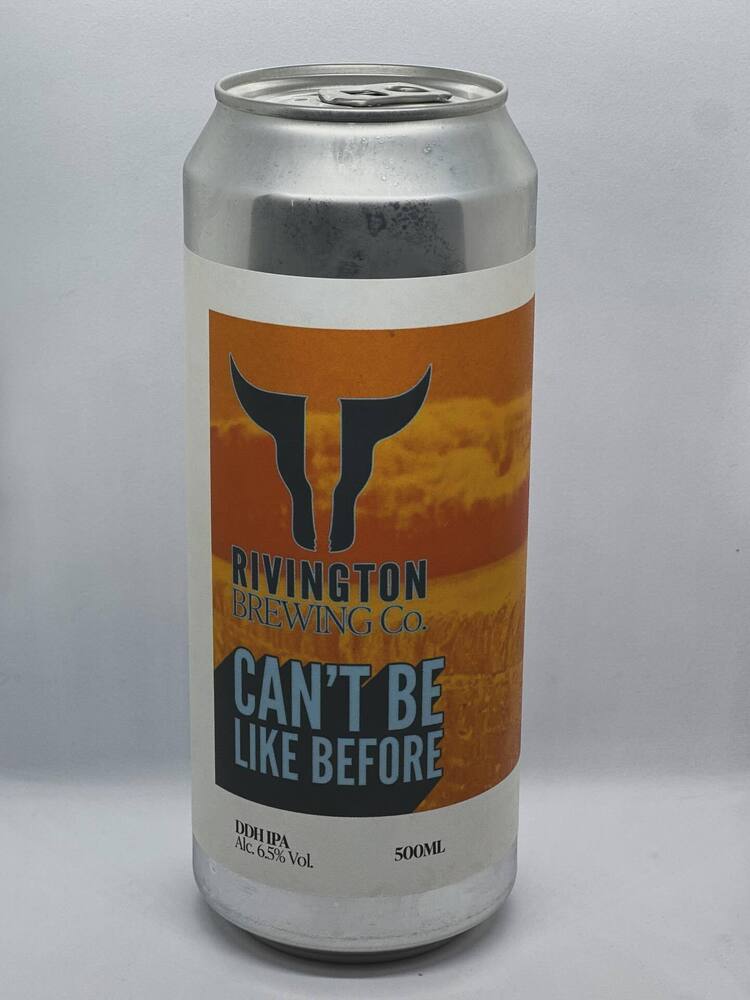 RIVINGTON
BREWING Co.
CAN'T BE
LIKE BEFORE
DDH IPA
Alc. 6.5% Vol.
500ML